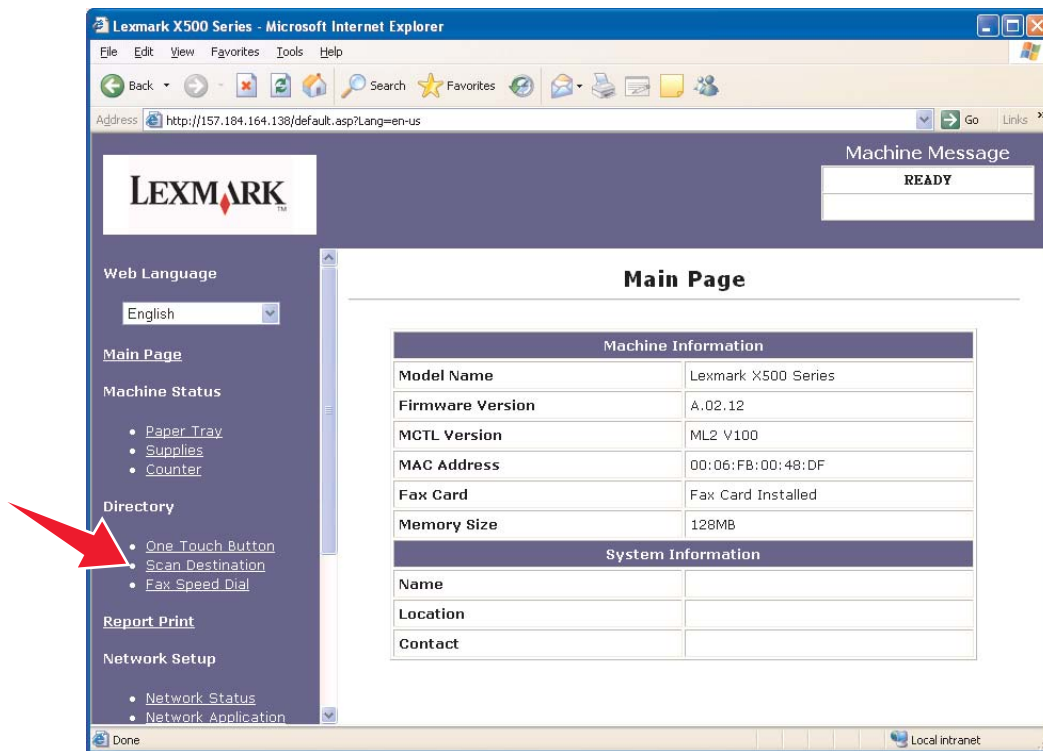 Lexmark X500 Series - Microsoft Internet Explorer
File Edit View Favorites Tools Help
Back Search Favorites
Address http://157.184.164.138/default.asp?Lang=en-us Go Links »
LEXMARK™
Machine Message
READY
Web Language
English
Main Page
Machine Status
• Paper Tray
• Supplies
• Counter
Directory
• One Touch Button
• Scan Destination
• Fax Speed Dial
Report Print
Network Setup
• Network Status
• Network Application
Main Page
Machine Information
Model Name Lexmark X500 Series
Firmware Version A.02.12
MCTL Version ML2 V100
MAC Address 00:06:FB:00:48:DF
Fax Card Fax Card Installed
Memory Size 128MB
System Information
Name
Location
Contact
Done Local intranet